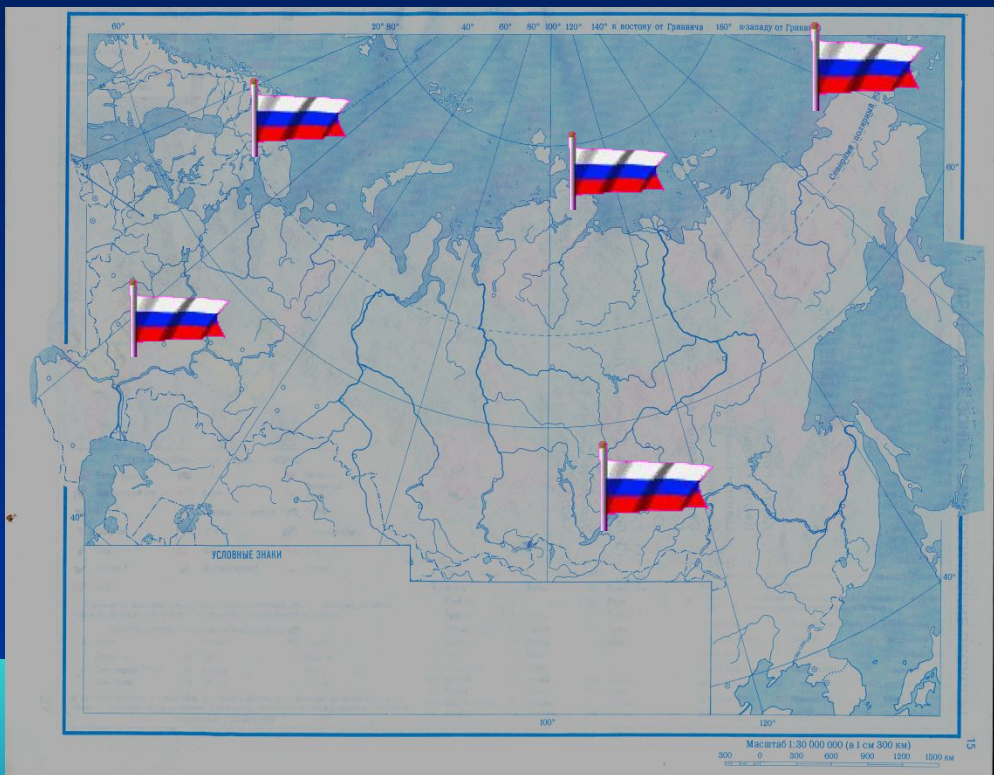 60° 20° 80° 40° 60° 80° 100° 120° 140° к востоку от Гринвича 180° к западу от Гринвича
Северный полярный
60°
40°
УСЛОВНЫЕ ЗНАКИ
40°
100° 120°
15
Масштаб 1:30 000 000 (в 1 см 300 км)
300 0 300 600 900 1200 1500 км